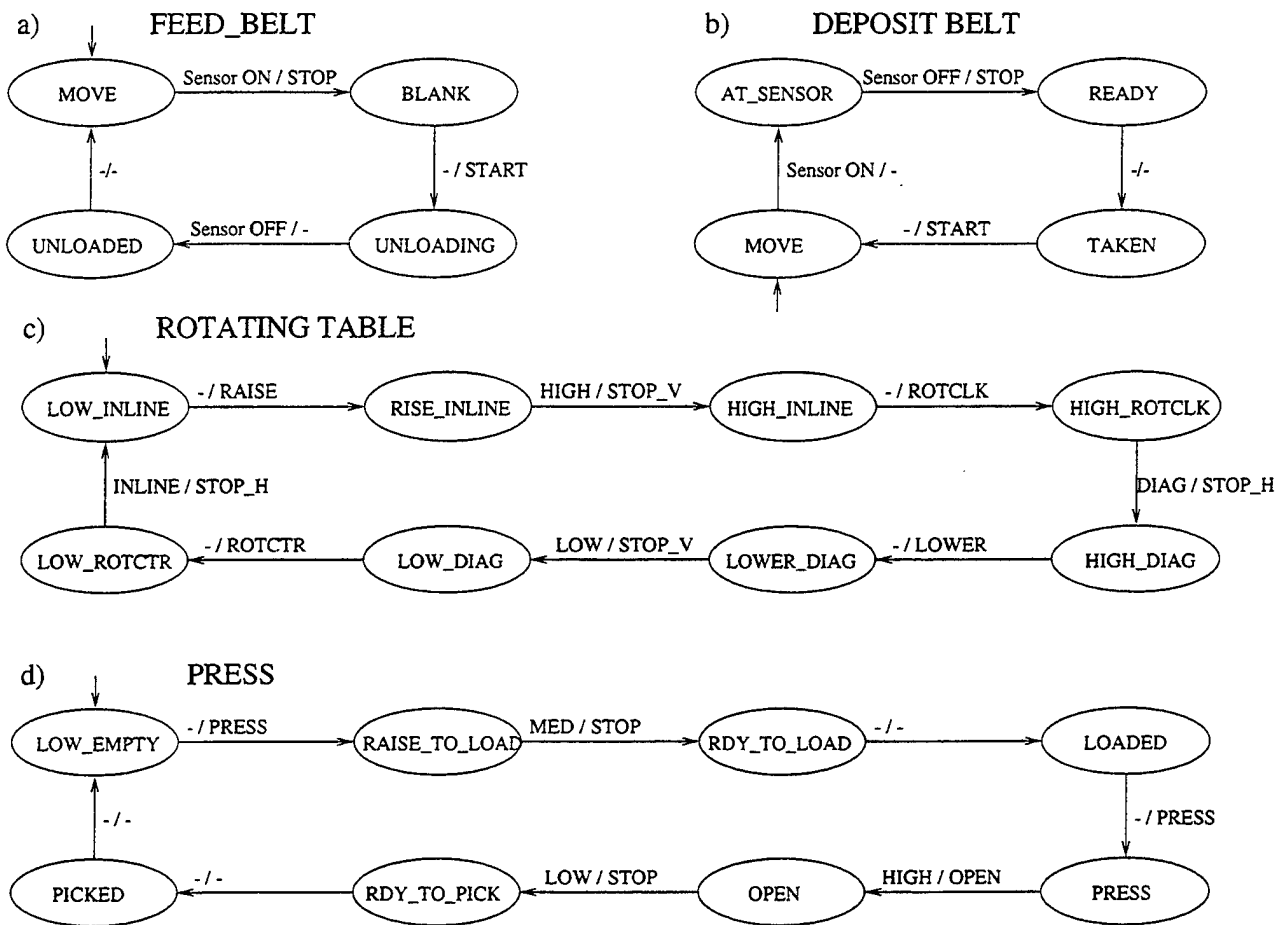 a) FEED_BELT
MOVE
Sensor ON / STOP
BLANK
-/-
- / START
UNLOADED
Sensor OFF / -
UNLOADING
b) DEPOSIT BELT
AT_SENSOR
Sensor OFF / STOP
READY
Sensor ON / -
-/-
MOVE
- / START
TAKEN
c) ROTATING TABLE
LOW_INLINE
- / RAISE
RISE_INLINE
HIGH / STOP_V
HIGH_INLINE
- / ROTCLK
HIGH_ROTCLK
INLINE / STOP_H
DIAG / STOP_H
LOW_ROTCTR
- / ROTCTR
LOW_DIAG
LOW / STOP_V
LOWER_DIAG
- / LOWER
HIGH_DIAG
d) PRESS
LOW_EMPTY
- / PRESS
RAISE_TO_LOAD
MED / STOP
RDY_TO_LOAD
- / -
LOADED
- / -
- / PRESS
PICKED
- / -
RDY_TO_PICK
LOW / STOP
OPEN
HIGH / OPEN
PRESS